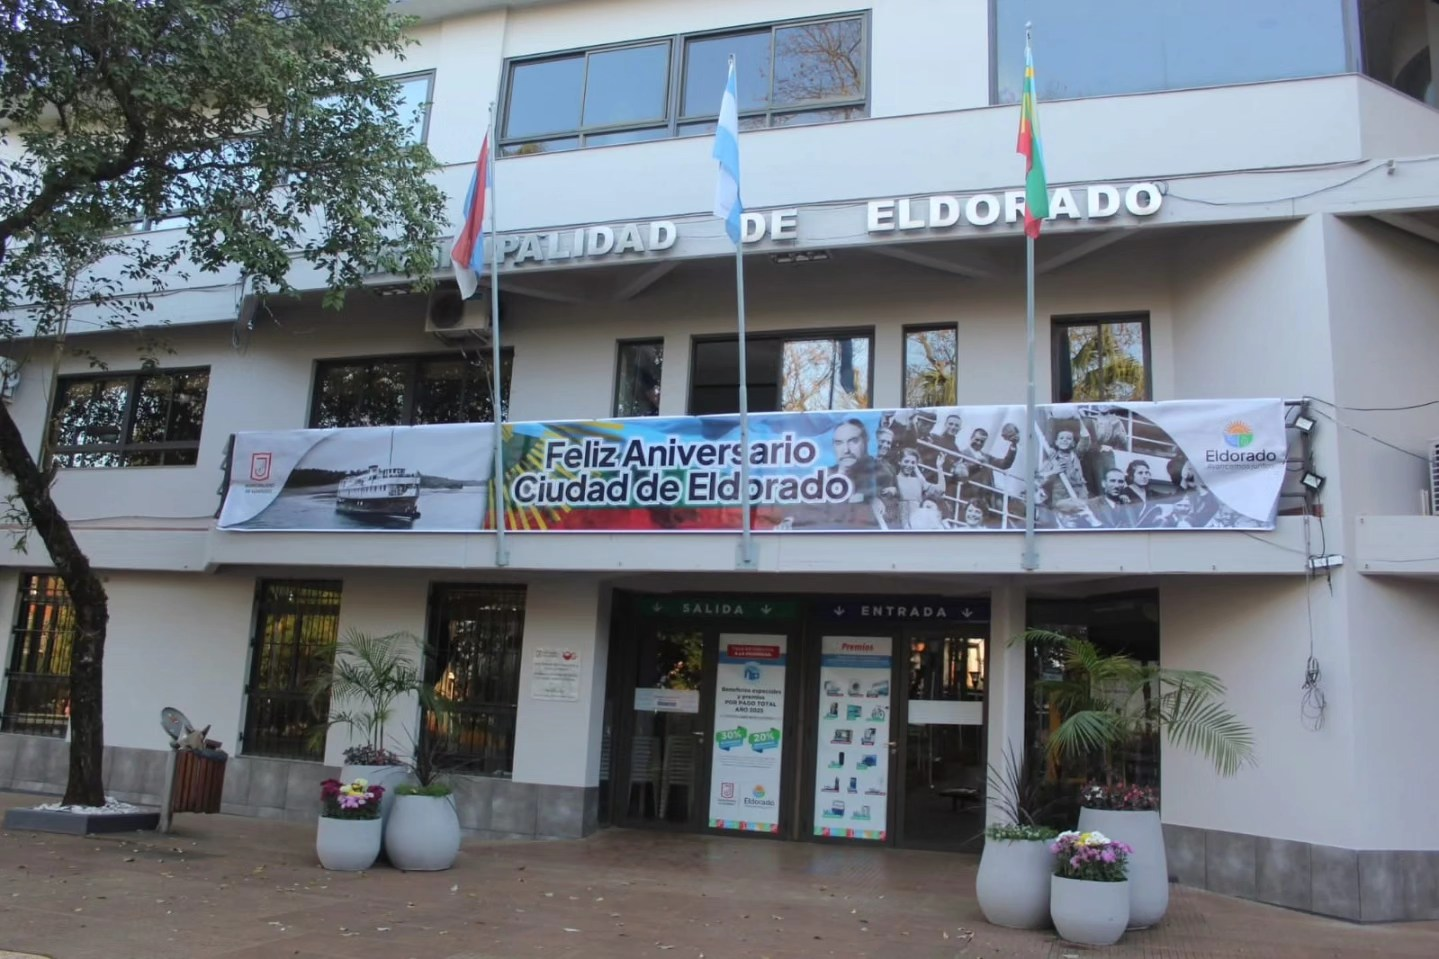 MUNICIPALIDAD DE ELDORADO
Feliz Aniversario
Ciudad de Eldorado
Eldorado
SALIDA
ENTRADA
Beneficios especiales
y premios
POR PAGO TOTAL
AÑO 2025
30%
20%
Eldorado
Premios